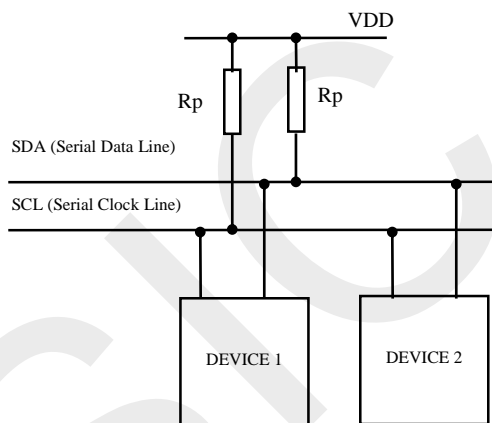 VDD
Rp
Rp
SDA (Serial Data Line)
SCL (Serial Clock Line)
DEVICE 1
DEVICE 2